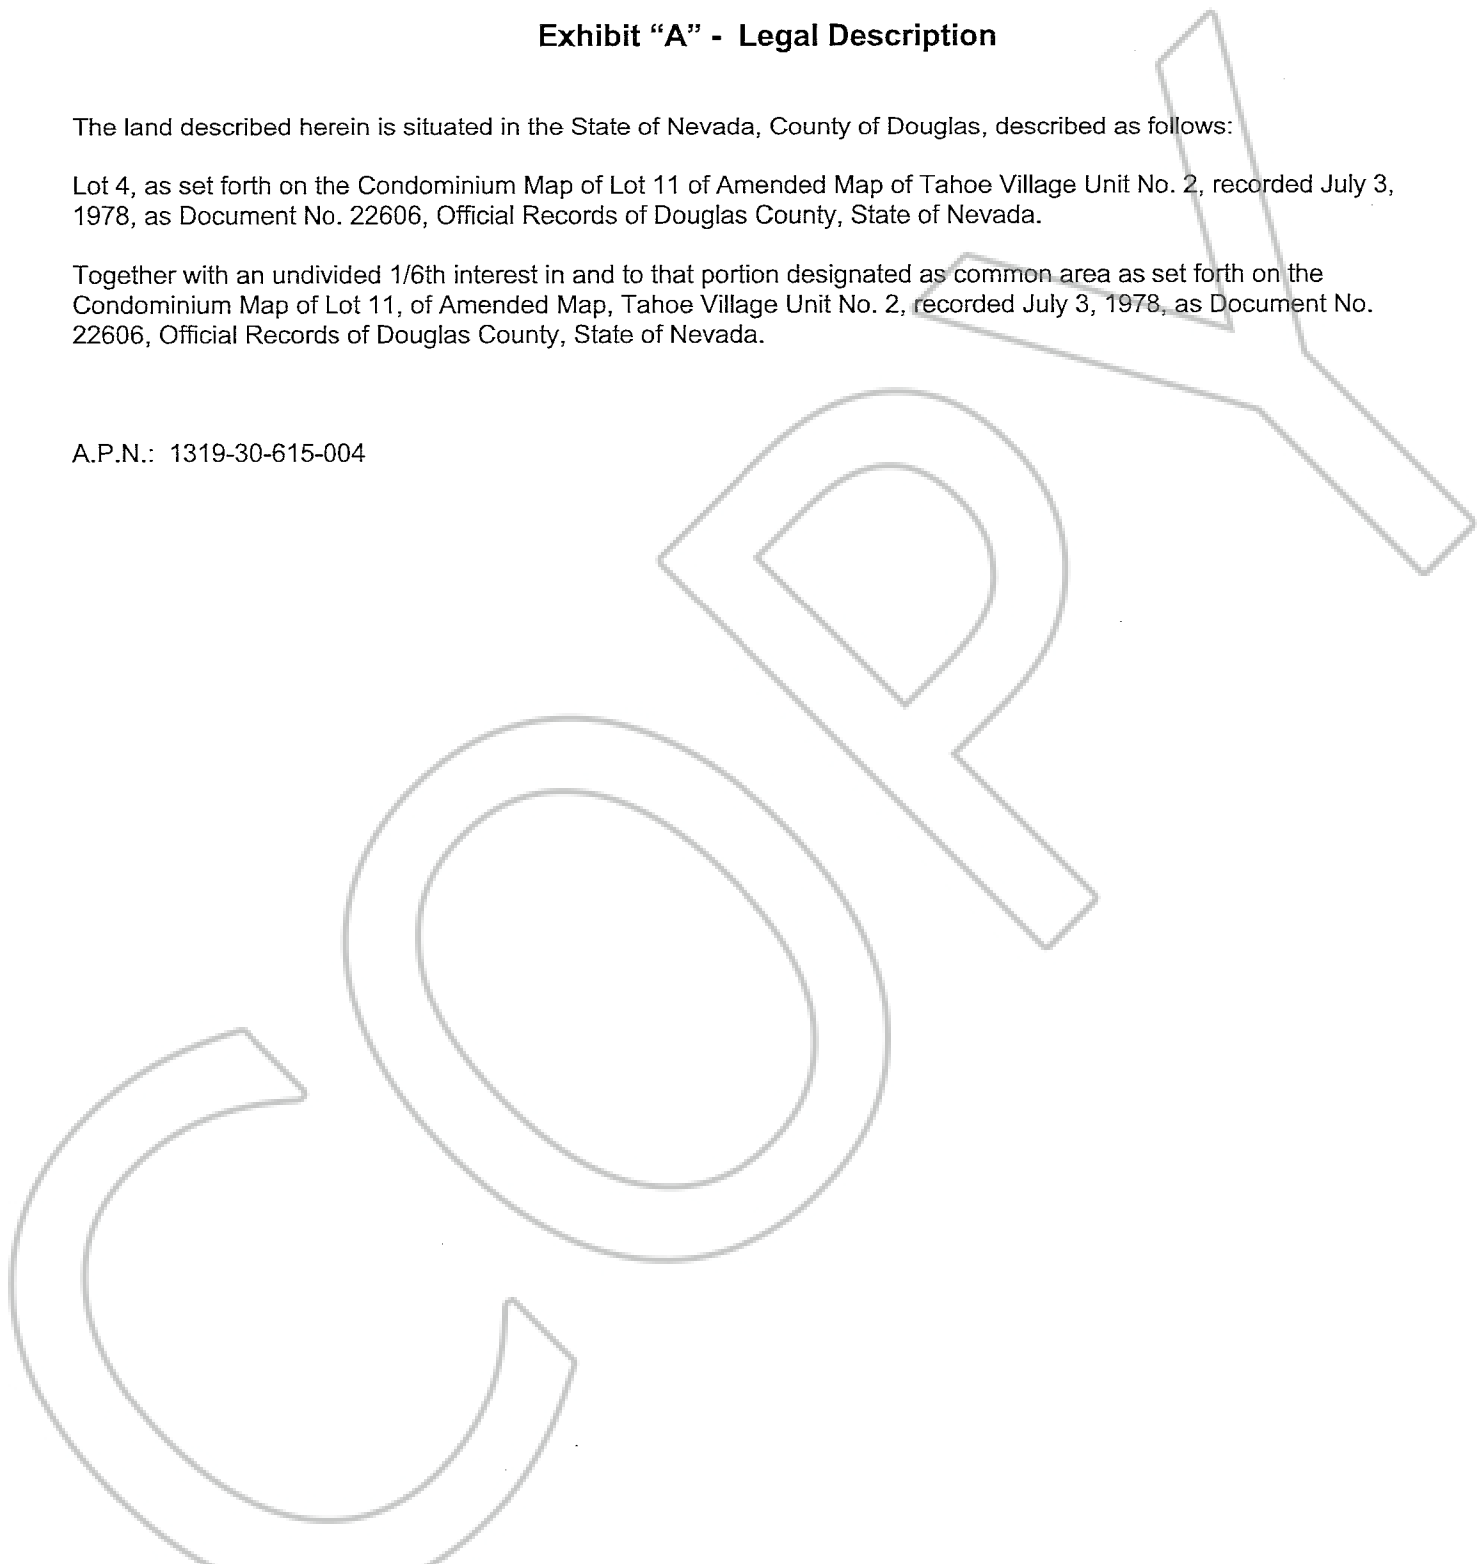 Exhibit “A” - Legal Description
The land described herein is situated in the State of Nevada, County of Douglas, described as follows:
Lot 4, as set forth on the Condominium Map of Lot 11 of Amended Map of Tahoe Village Unit No. 2, recorded July 3,
1978, as Document No. 22606, Official Records of Douglas County, State of Nevada.
Together with an undivided 1/6th interest in and to that portion designated as common area as set forth on the
Condominium Map of Lot 11, of Amended Map, Tahoe Village Unit No. 2, recorded July 3, 1978, as Document No.
22606, Official Records of Douglas County, State of Nevada.
A.P.N.: 1319-30-615-004
COPY